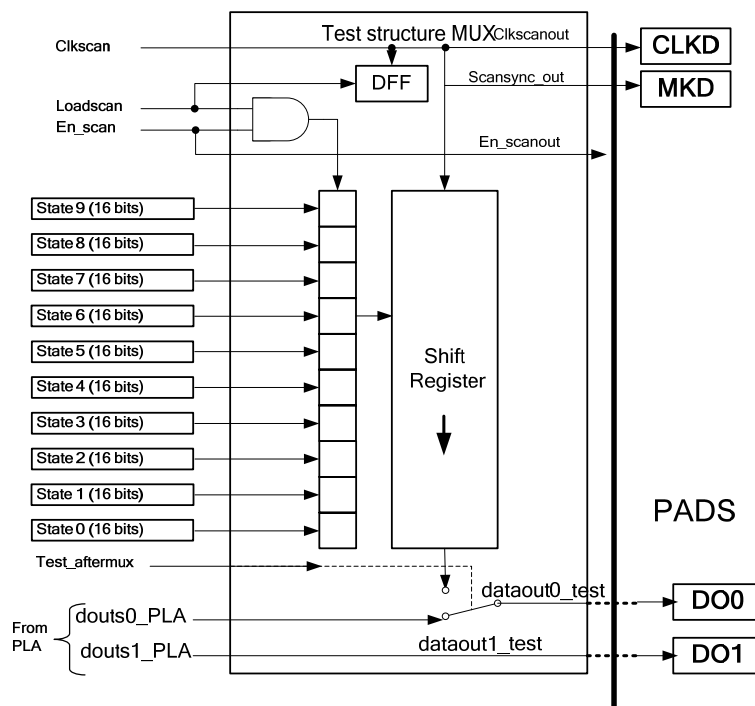 Test structure MUX
Clkscan
Clkscanout
CLKD
DFF
Scansync_out
MKD
Loadscan
En_scan
En_scanout
State 9 (16 bits)
State 8 (16 bits)
State 7 (16 bits)
State 6 (16 bits)
State 5 (16 bits)
State 4 (16 bits)
State 3 (16 bits)
State 2 (16 bits)
State 1 (16 bits)
State 0 (16 bits)
Shift
Register
PADS
Test_aftermux
dataout0_test
DO0
From
PLA
douts0_PLA
douts1_PLA
dataout1_test
DO1